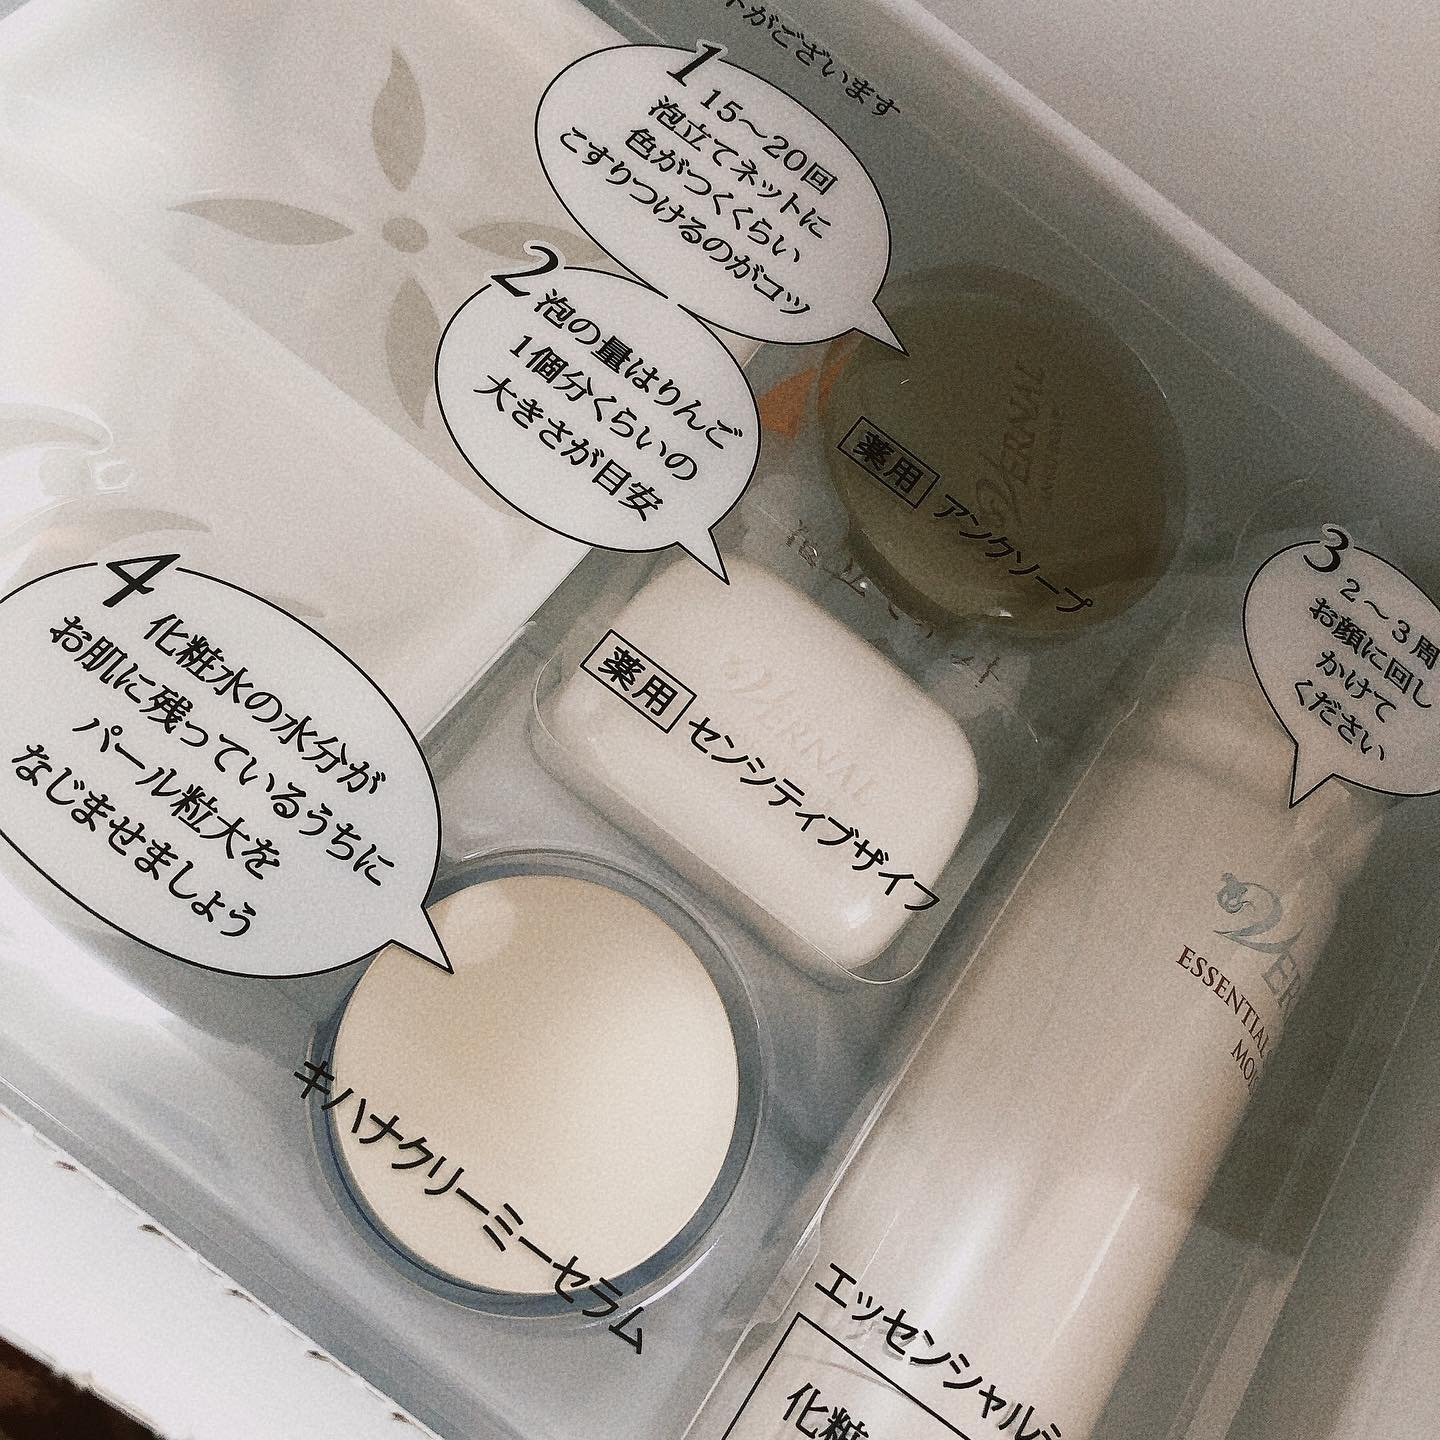 トがございます
1
15〜20回
泡立てネットに
色がつくくらい
こすりつけるのがコツ
薬用 アンクソープ
VERNAL
2
泡の量はりんご
1個分くらいの
大きさが目安
薬用 センシティブザイフ
VERNAL
3
2〜3周
お顔に回し
かけて
ください
ESSENTIAL
エッセンシャル
化粧
4
化粧水の水分が
お肌に残っているうちに
パール粒大を
なじませましょう
キハナクリーミーセラム